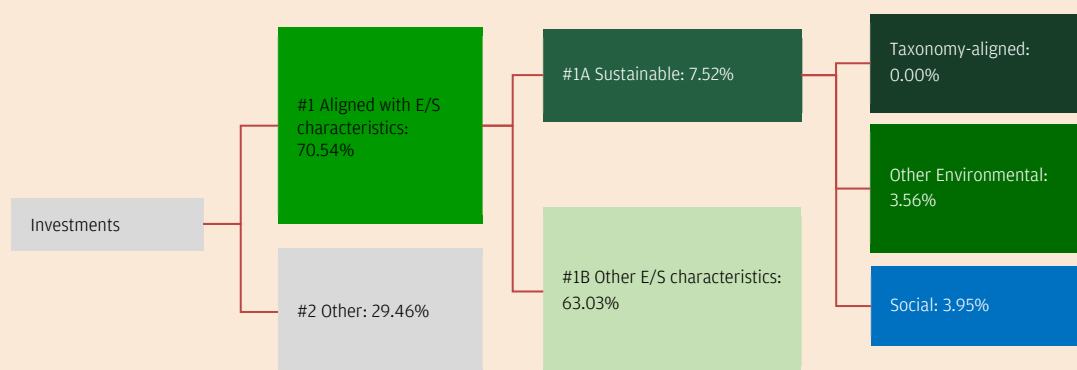 Investments
#1 Aligned with E/S
characteristics:
70.54%
#2 Other: 29.46%
#1A Sustainable: 7.52%
#1B Other E/S characteristics:
63.03%
Taxonomy-aligned:
0.00%
Other Environmental:
3.56%
Social: 3.95%